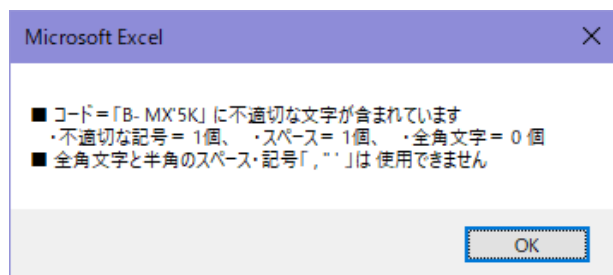 Microsoft Excel
■ コード=「B- MX'5K」に不適切な文字が含まれています
・不適切な記号= 1個、 ・スペース= 1個、 ・全角文字= 0 個
■ 全角文字と半角のスペース・記号「 , " ' 」は 使用できません
OK